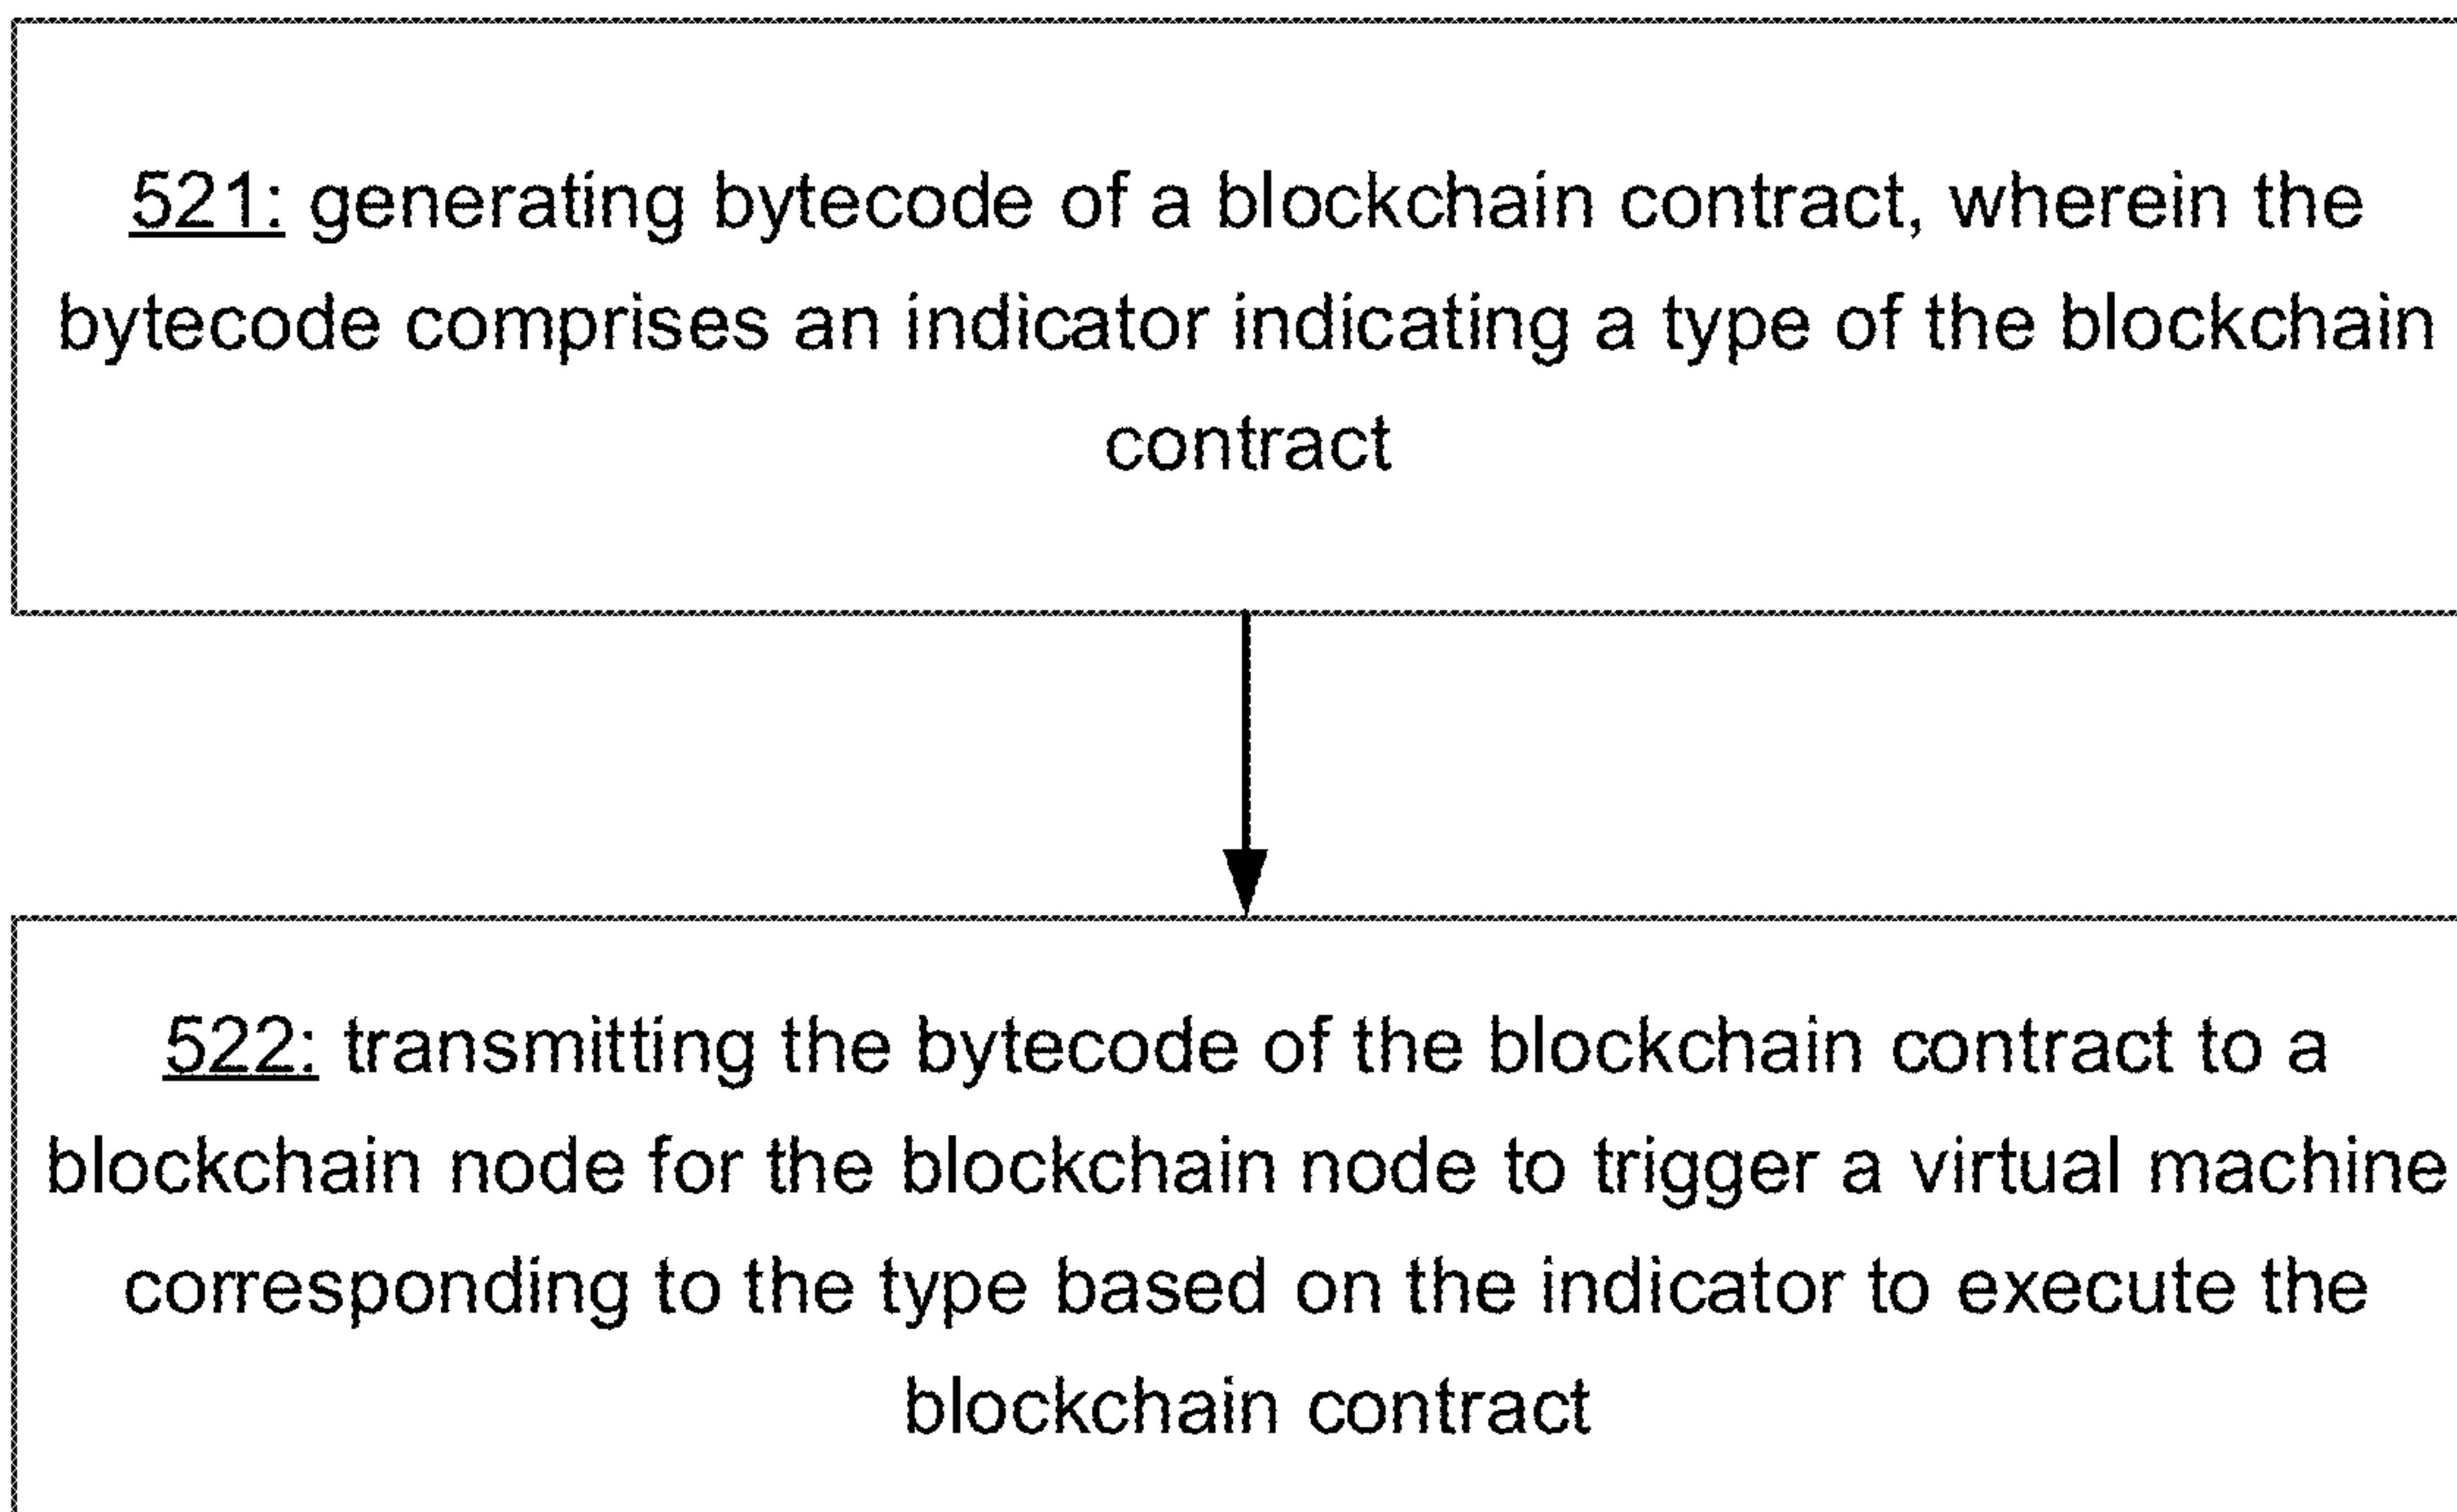 521: generating bytecode of a blockchain contract, wherein the
bytecode comprises an indicator indicating a type of the blockchain
contract
522: transmitting the bytecode of the blockchain contract to a
blockchain node for the blockchain node to trigger a virtual machine
corresponding to the type based on the indicator to execute the
blockchain contract